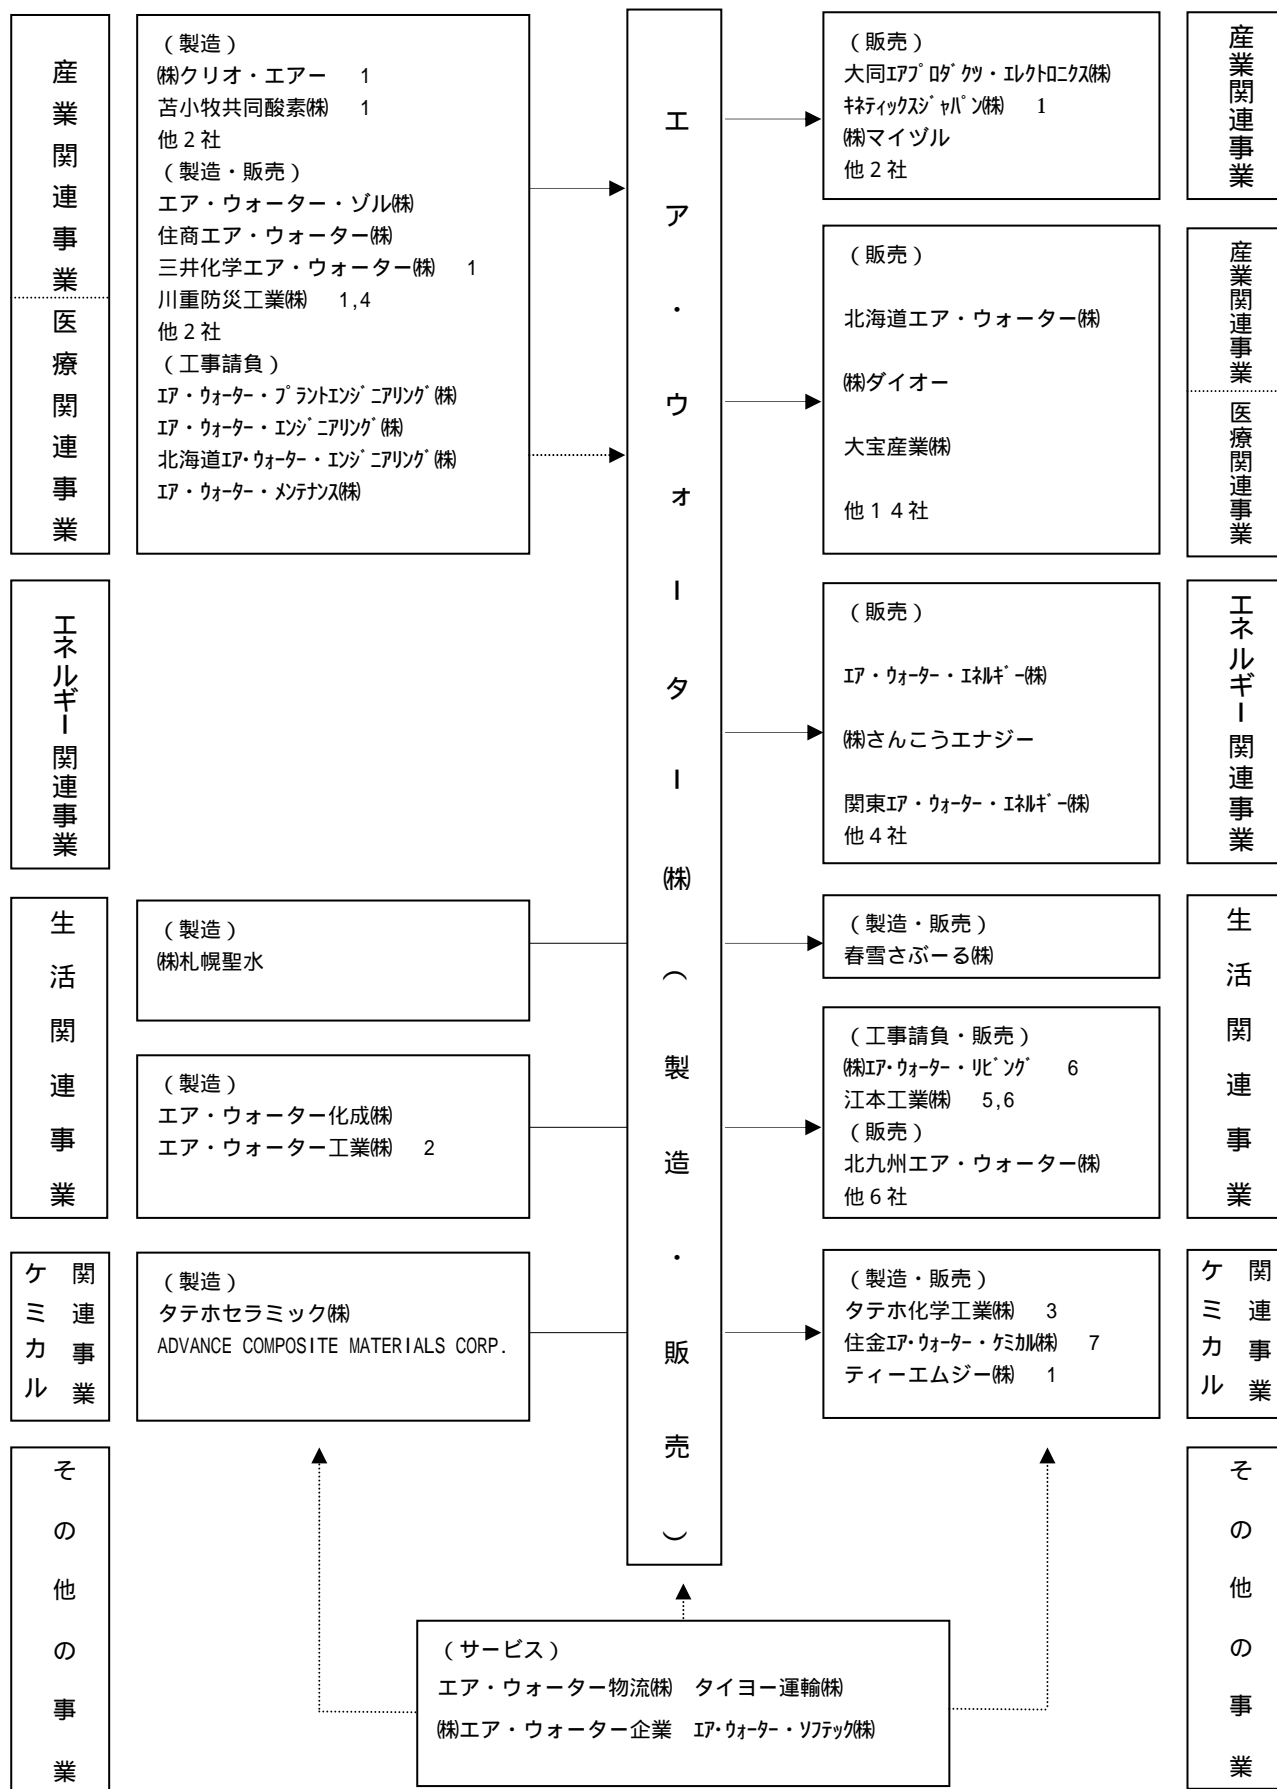 産業関連事業
医療関連事業
（製造）
㈱クリオ・エアー　1
苫小牧共同酸素㈱　1
他２社
（製造・販売）
エア・ウォーター・ゾル㈱
住商エア・ウォーター㈱
三井化学エア・ウォーター㈱　1
川重防災工業㈱　1,4
他２社
（工事請負）
ｴｱ・ｳｫｰﾀｰ・ﾌﾟﾗﾝﾄｴﾝｼﾞﾆｱﾘﾝｸﾞ㈱
ｴｱ・ｳｫｰﾀｰ・ｴﾝｼﾞﾆｱﾘﾝｸﾞ㈱
北海道ｴｱ･ｳｫｰﾀｰ・ｴﾝｼﾞﾆｱﾘﾝｸﾞ㈱
ｴｱ・ｳｫｰﾀｰ・ﾒﾝﾃﾅﾝｽ㈱
エネルギー関連事業
生活関連事業
（製造）
㈱札幌聖水
（製造）
エア・ウォーター化成㈱
エア・ウォーター工業㈱　2
ケミカル
関連事業
（製造）
タテホセラミック㈱
ADVANCE COMPOSITE MATERIALS CORP.
その他の事業
エア・ウォーター㈱（製造・販売）
（販売）
大同ｴｱﾌﾟﾛﾀﾞｸﾂ・ｴﾚｸﾄﾛﾆｸｽ㈱
ｷﾈﾃｨｯｸｽｼﾞｬﾊﾟﾝ㈱　1
㈱マイヅル
他２社
産業関連事業
（販売）
北海道エア・ウォーター㈱
㈱ダイオー
大宝産業㈱
他１４社
産業関連事業
医療関連事業
（販売）
ｴｱ・ｳｫｰﾀｰ・ｴﾈﾙｷﾞｰ㈱
㈱さんこうエナジー
関東ｴｱ・ｳｫｰﾀｰ・ｴﾈﾙｷﾞｰ㈱
他４社
エネルギー関連事業
（製造・販売）
春雪さぶーる㈱
（工事請負・販売）
㈱ｴｱ･ｳｫｰﾀｰ・ﾘﾋﾞﾝｸﾞ　6
江本工業㈱　5,6
（販売）
北九州エア・ウォーター㈱
他６社
生活関連事業
（製造・販売）
タテホ化学工業㈱　3
住金ｴｱ･ｳｫｰﾀｰ・ｹﾐｶﾙ㈱　7
ティーエムジー㈱　1
ケミカル
関連事業
その他の事業
（サービス）
エア・ウォーター物流㈱　タイヨー運輸㈱
㈱エア・ウォーター企業　ｴｱ･ｳｫｰﾀｰ・ｿﾌﾃｯｸ㈱